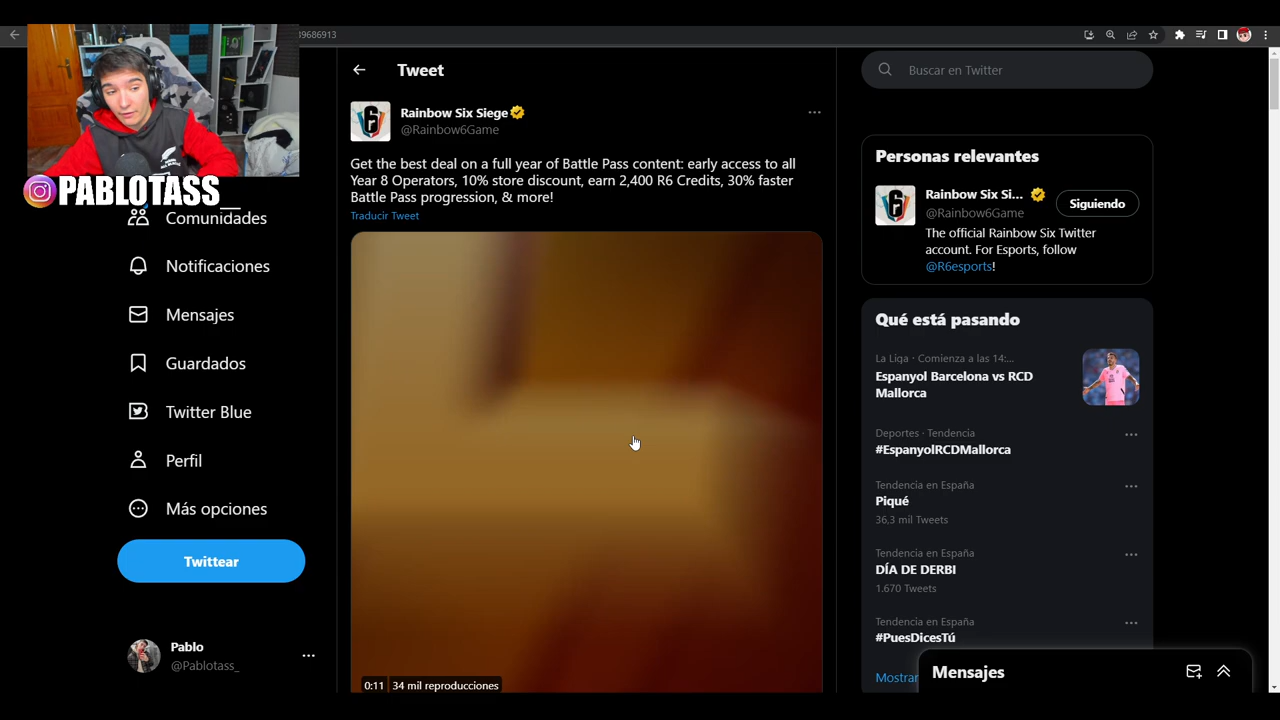 39686913
PABLOTASS_
Comunidades
Notificaciones
Mensajes
Guardados
Twitter Blue
Perfil
Más opciones
Twittear
Pablo
@Pablotass_
Tweet
Rainbow Six Siege
@Rainbow6Game
Get the best deal on a full year of Battle Pass content: early access to all
Year 8 Operators, 10% store discount, earn 2,400 R6 Credits, 30% faster
Battle Pass progression, & more!
Traducir Tweet
0:11 34 mil reproducciones
Buscar en Twitter
Personas relevantes
Rainbow Six Si...
@Rainbow6Game
Siguiendo
The official Rainbow Six Twitter
account. For Esports, follow
@R6esports!
Qué está pasando
La Liga · Comienza a las 14:...
Espanyol Barcelona vs RCD
Mallorca
Deportes · Tendencia
#EspanyolRCDMallorca
Tendencia en España
Piqué
36,3 mil Tweets
Tendencia en España
DÍA DE DERBI
1.670 Tweets
Tendencia en España
#PuesDicesTú
Mostrar
Mensajes